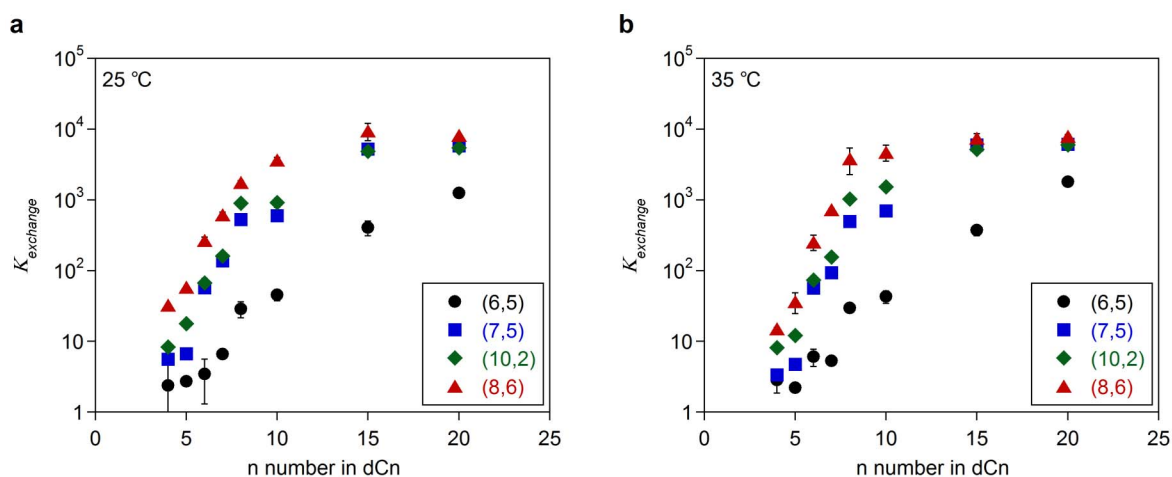 a
10^5
25 ℃
10^4
10^3
10^2
10
1
K_exchange
(6,5)
(7,5)
(10,2)
(8,6)
0 5 10 15 20 25
n number in dCn
b
10^5
35 ℃
10^4
10^3
10^2
10
1
K_exchange
(6,5)
(7,5)
(10,2)
(8,6)
0 5 10 15 20 25
n number in dCn